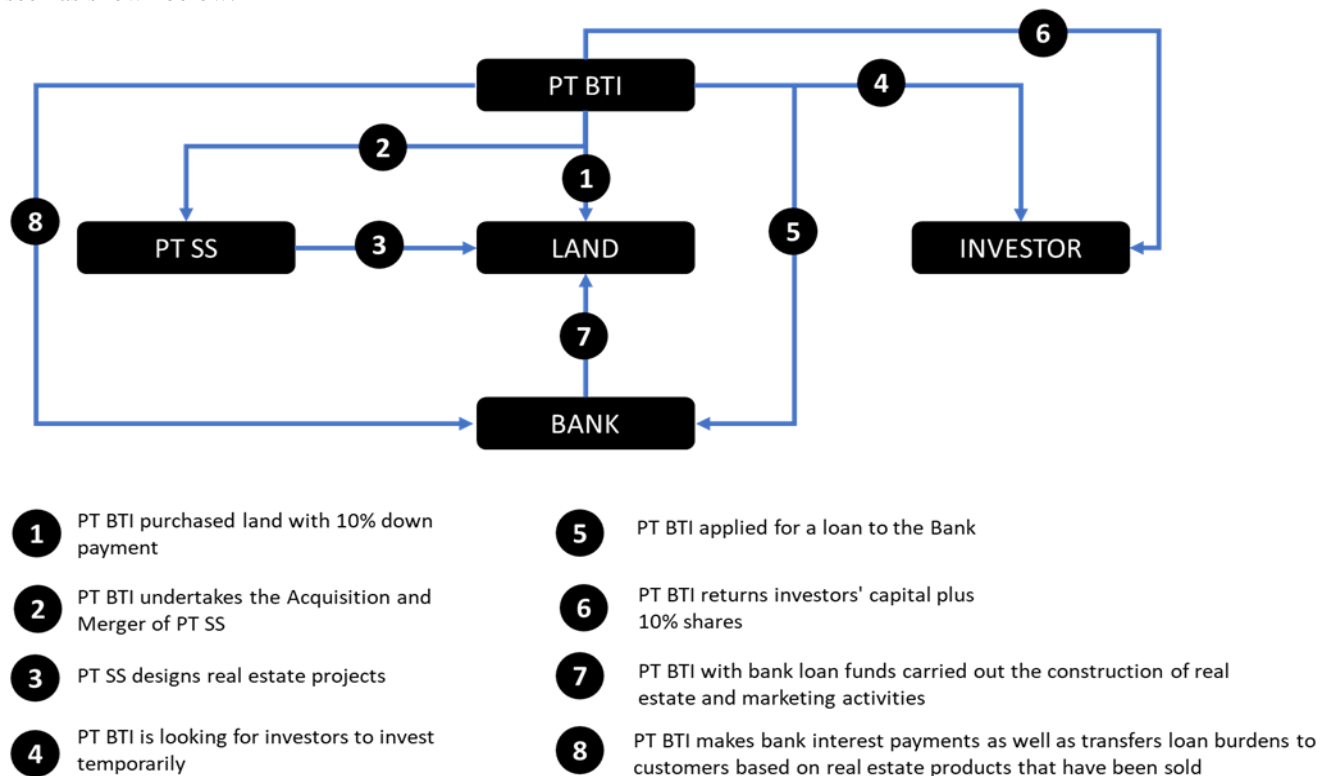 6
PT BTI
4
2
1
8
5
PT SS
3
LAND
INVESTOR
7
BANK
1
PT BTI purchased land with 10% down
payment
2
PT BTI undertakes the Acquisition and
Merger of PT SS
3
PT SS designs real estate projects
4
PT BTI is looking for investors to invest
temporarily
5
PT BTI applied for a loan to the Bank
6
PT BTI returns investors' capital plus
10% shares
7
PT BTI with bank loan funds carried out the construction of real
estate and marketing activities
8
PT BTI makes bank interest payments as well as transfers loan burdens to
customers based on real estate products that have been sold